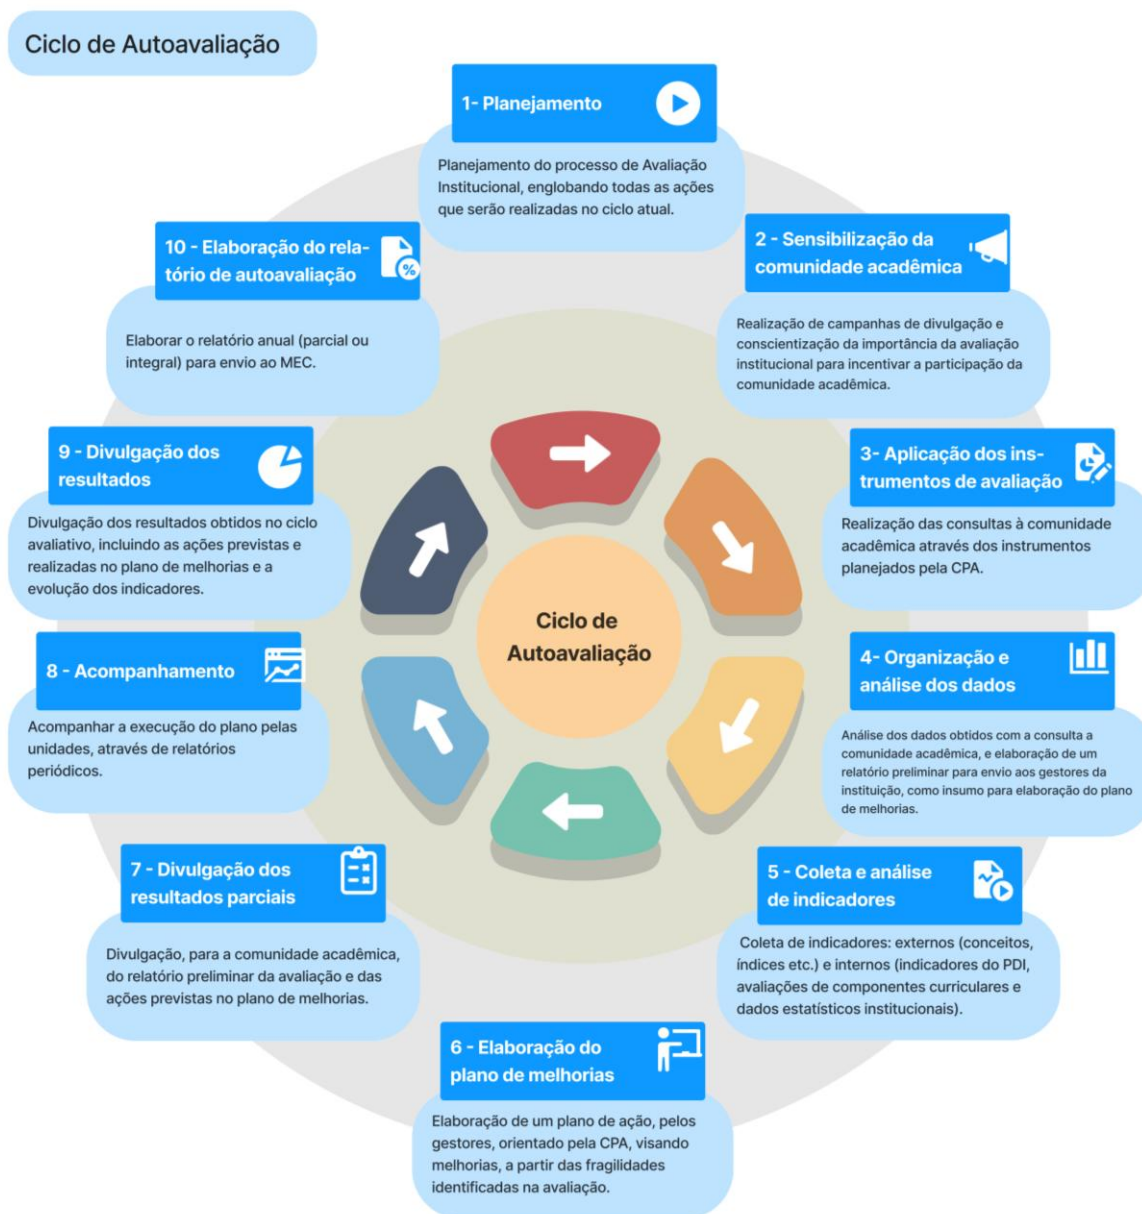 Ciclo de Autoavaliação
1- Planejamento
Planejamento do processo de Avaliação
Institucional, englobando todas as ações
que serão realizadas no ciclo atual.
2 - Sensibilização da
comunidade acadêmica
Realização de campanhas de divulgação e
conscientização da importância da avaliação
institucional para incentivar a participação da
comunidade acadêmica.
3- Aplicação dos ins-
trumentos de avaliação
Realização das consultas à comunidade
acadêmica através dos instrumentos
planejados pela CPA.
4- Organização e
análise dos dados
Análise dos dados obtidos com a consulta a
comunidade acadêmica, e elaboração de um
relatório preliminar para envio aos gestores da
instituição, como insumo para elaboração do plano
de melhorias.
5 - Coleta e análise
de indicadores
Coleta de indicadores: externos (conceitos,
índices etc.) e internos (indicadores do PDI,
avaliações de componentes curriculares e
dados estatísticos institucionais).
6 - Elaboração do
plano de melhorias
Elaboração de um plano de ação, pelos
gestores, orientado pela CPA, visando
melhorias, a partir das fragilidades
identificadas na avaliação.
7 - Divulgação dos
resultados parciais
Divulgação, para a comunidade acadêmica,
do relatório preliminar da avaliação e das
ações previstas no plano de melhorias.
8 - Acompanhamento
Acompanhar a execução do plano pelas
unidades, através de relatórios
periódicos.
9 - Divulgação dos
resultados
Divulgação dos resultados obtidos no ciclo
avaliativo, incluindo as ações previstas e
realizadas no plano de melhorias e a
evolução dos indicadores.
10 - Elaboração do rela-
tório de autoavaliação
%
Elaborar o relatório anual (parcial ou
integral) para envio ao MEC.
Ciclo de
Autoavaliação